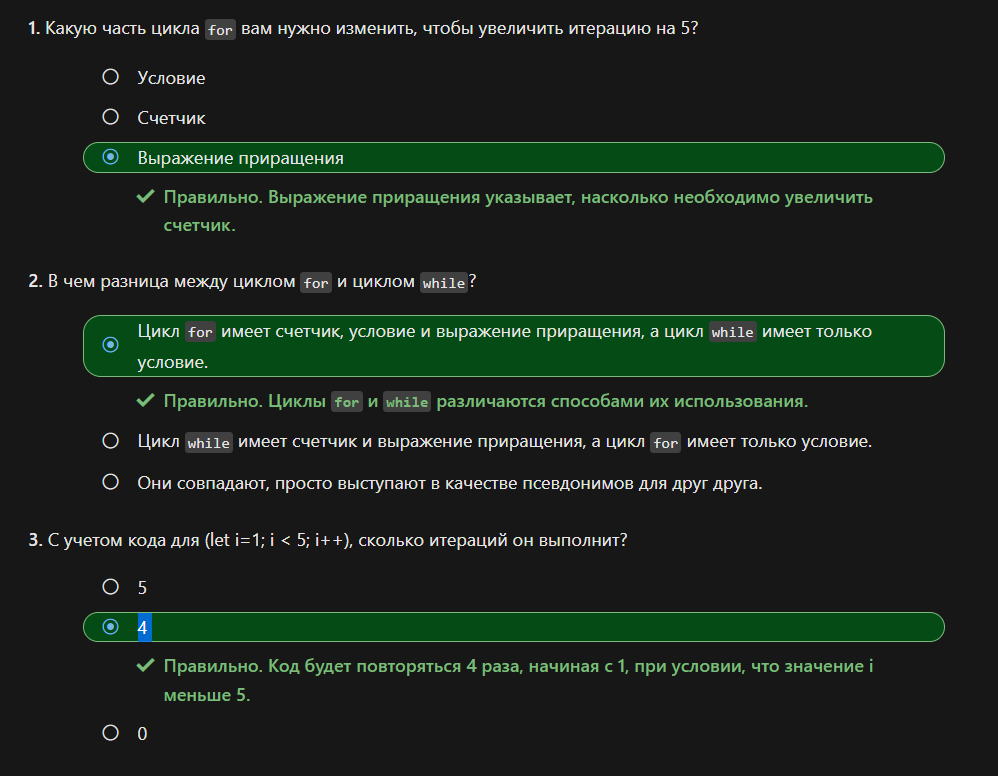 1. Какую часть цикла for вам нужно изменить, чтобы увеличить итерацию на 5?
Условие
Счетчик
Выражение приращения
Правильно. Выражение приращения указывает, насколько необходимо увеличить
счетчик.
2. В чем разница между циклом for и циклом while?
Цикл for имеет счетчик, условие и выражение приращения, а цикл while имеет только
условие.
Правильно. Циклы for и while различаются способами их использования.
Цикл while имеет счетчик и выражение приращения, а цикл for имеет только условие.
Они совпадают, просто выступают в качестве псевдонимов для друг друга.
3. С учетом кода для (let i=1; i < 5; i++), сколько итераций он выполнит?
5
4
Правильно. Код будет повторяться 4 раза, начиная с 1, при условии, что значение i
меньше 5.
0